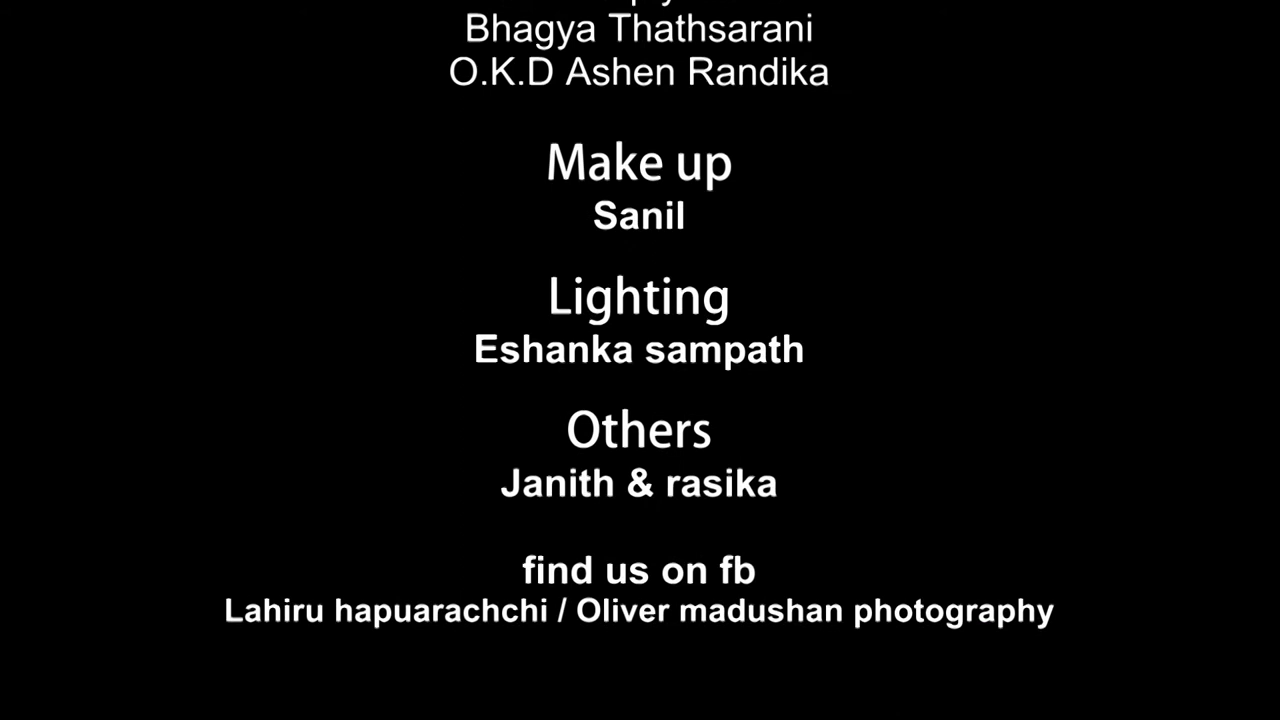 Bhagya Thathsarani
O.K.D Ashen Randika
Make up
Sanil
Lighting
Eshanka sampath
Others
Janith & rasika
find us on fb
Lahiru hapuarachchi / Oliver madushan photography